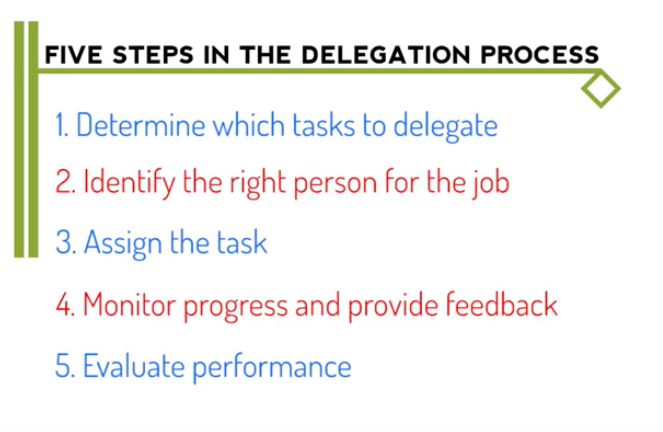 FIVE STEPS IN THE DELEGATION PROCESS
1. Determine which tasks to delegate
2. Identify the right person for the job
3. Assign the task
4. Monitor progress and provide feedback
5. Evaluate performance